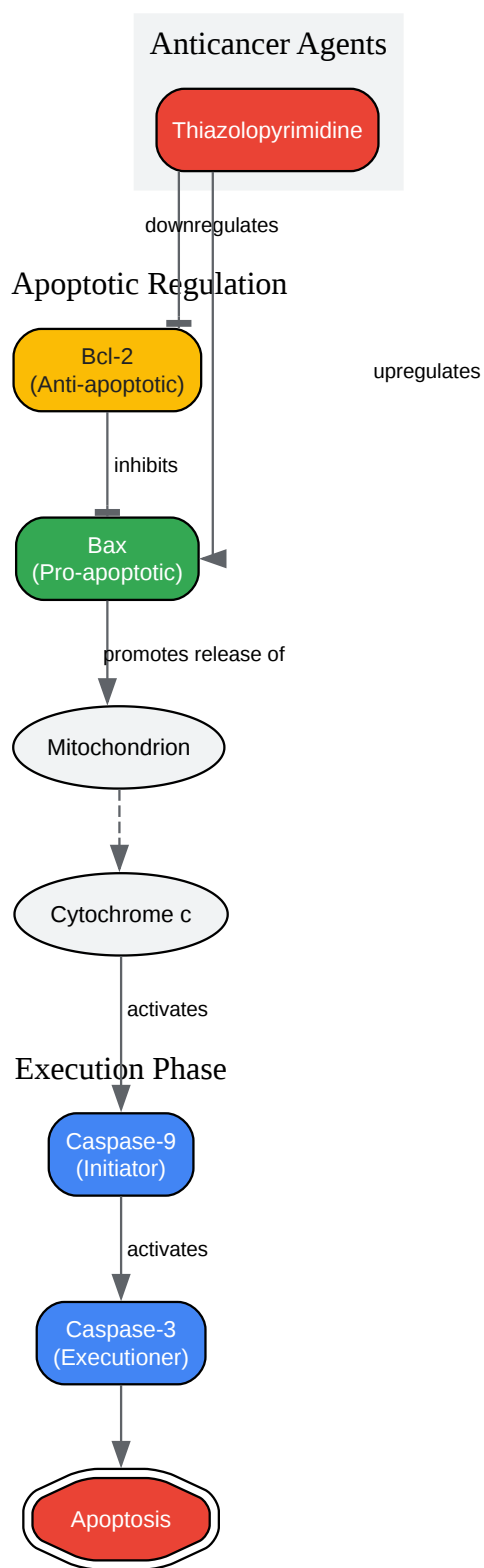 Anticancer Agents
Thiazolopyrimidine
downregulates
Apoptotic Regulation
Bcl-2
(Anti-apoptotic)
upregulates
inhibits
Bax
(Pro-apoptotic)
promotes release of
Mitochondrion
Cytochrome c
activates
Execution Phase
Caspase-9
(Initiator)
activates
Caspase-3
(Executioner)
Apoptosis